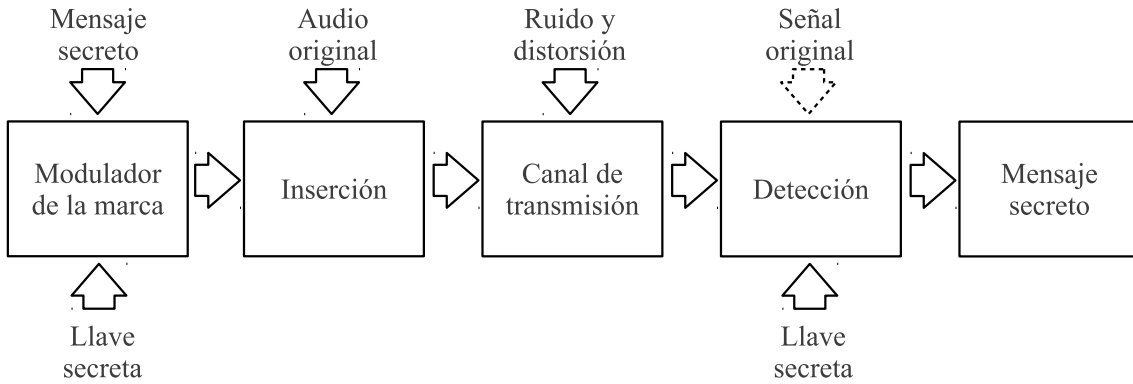 Mensaje
secreto
Audio
original
Ruido y
distorsión
Señal
original
Modulador
de la marca
Inserción
Canal de
transmisión
Detección
Mensaje
secreto
Llave
secreta
Llave
secreta